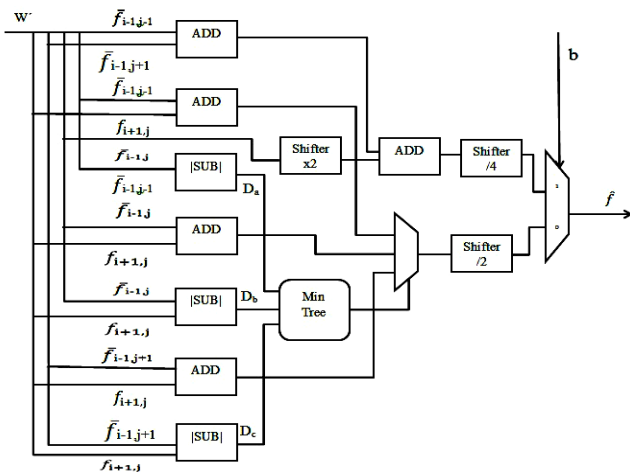 W´
f̅i-1,j-1
ADD
f̅i-1,j+1
f̅i-1,j-1
ADD
fi+1,j
f̅i-1,j
|SUB|
f̅i-1,j-1
Da
Shifter
x2
ADD
Shifter
/4
b
1
0
f̂
f̅i-1,j
ADD
fi+1,j
Shifter
/2
f̅i-1,j
|SUB|
Db
fi+1,j
Min
Tree
f̅i-1,j+1
ADD
fi+1,j
f̅i-1,j+1
|SUB|
Dc
fi+1,j